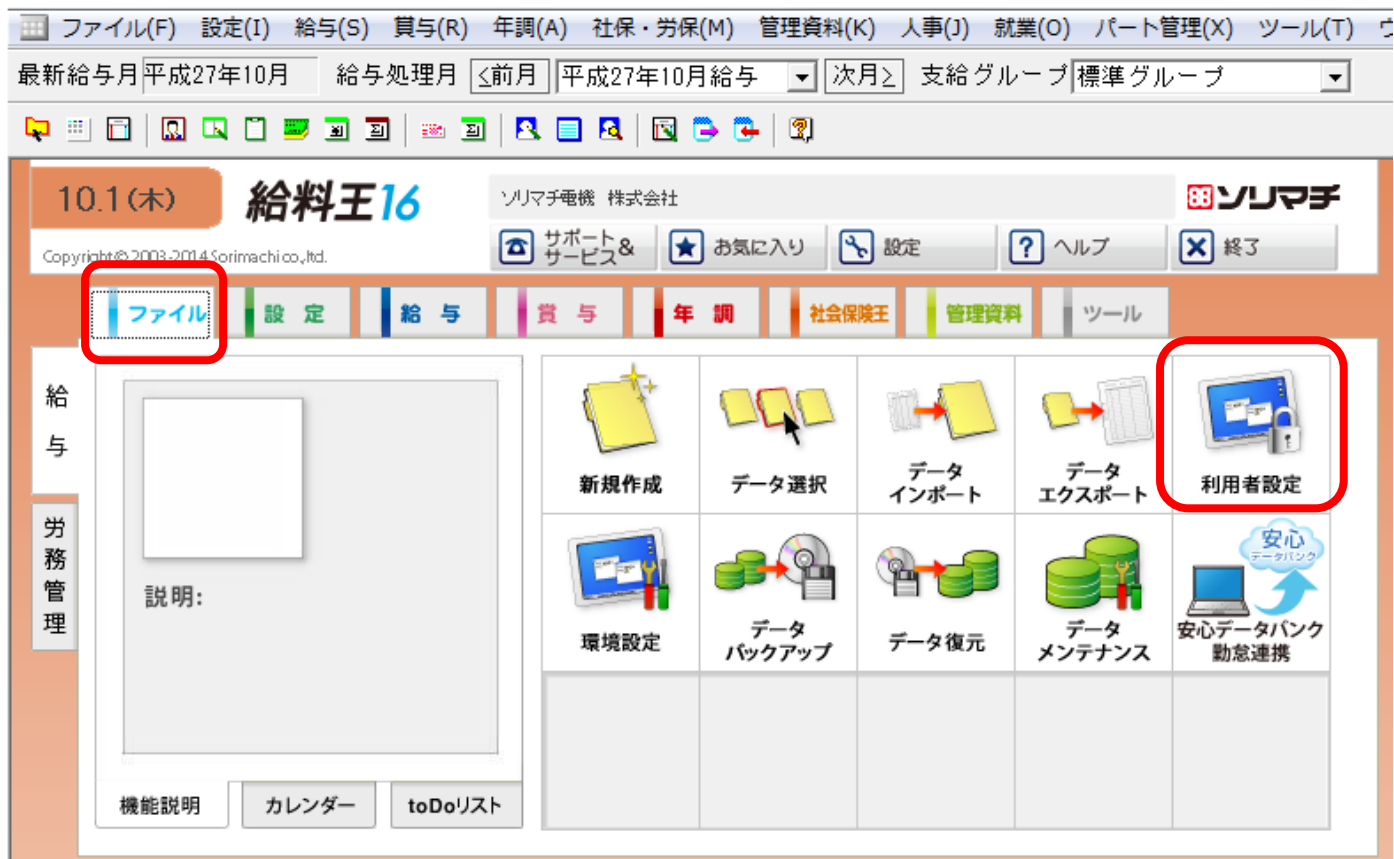 ファイル(F) 設定(I) 給与(S) 賞与(R) 年調(A) 社保・労保(M) 管理資料(K) 人事(J) 就業(O) パート管理(X) ツール(T) ウ
最新給与月 平成27年10月 給与処理月 <前月 平成27年10月給与 次月> 支給グループ 標準グループ
10.1(木) 給料王16 ソリマチ電機 株式会社 ソリマチ
Copyright© 2003-2014 Sorimachi co.,ltd.
サポート&
サービス
お気に入り 設定 ヘルプ 終了
ファイル 設定 給与 賞与 年調 社会保険王 管理資料 ツール
給与
労務管理
説明:
新規作成 データ選択
データ
インポート
データ
エクスポート
利用者設定
環境設定
データ
バックアップ
データ復元
データ
メンテナンス
安心
データバンク
安心データバンク
勤怠連携
機能説明 カレンダー toDoリスト